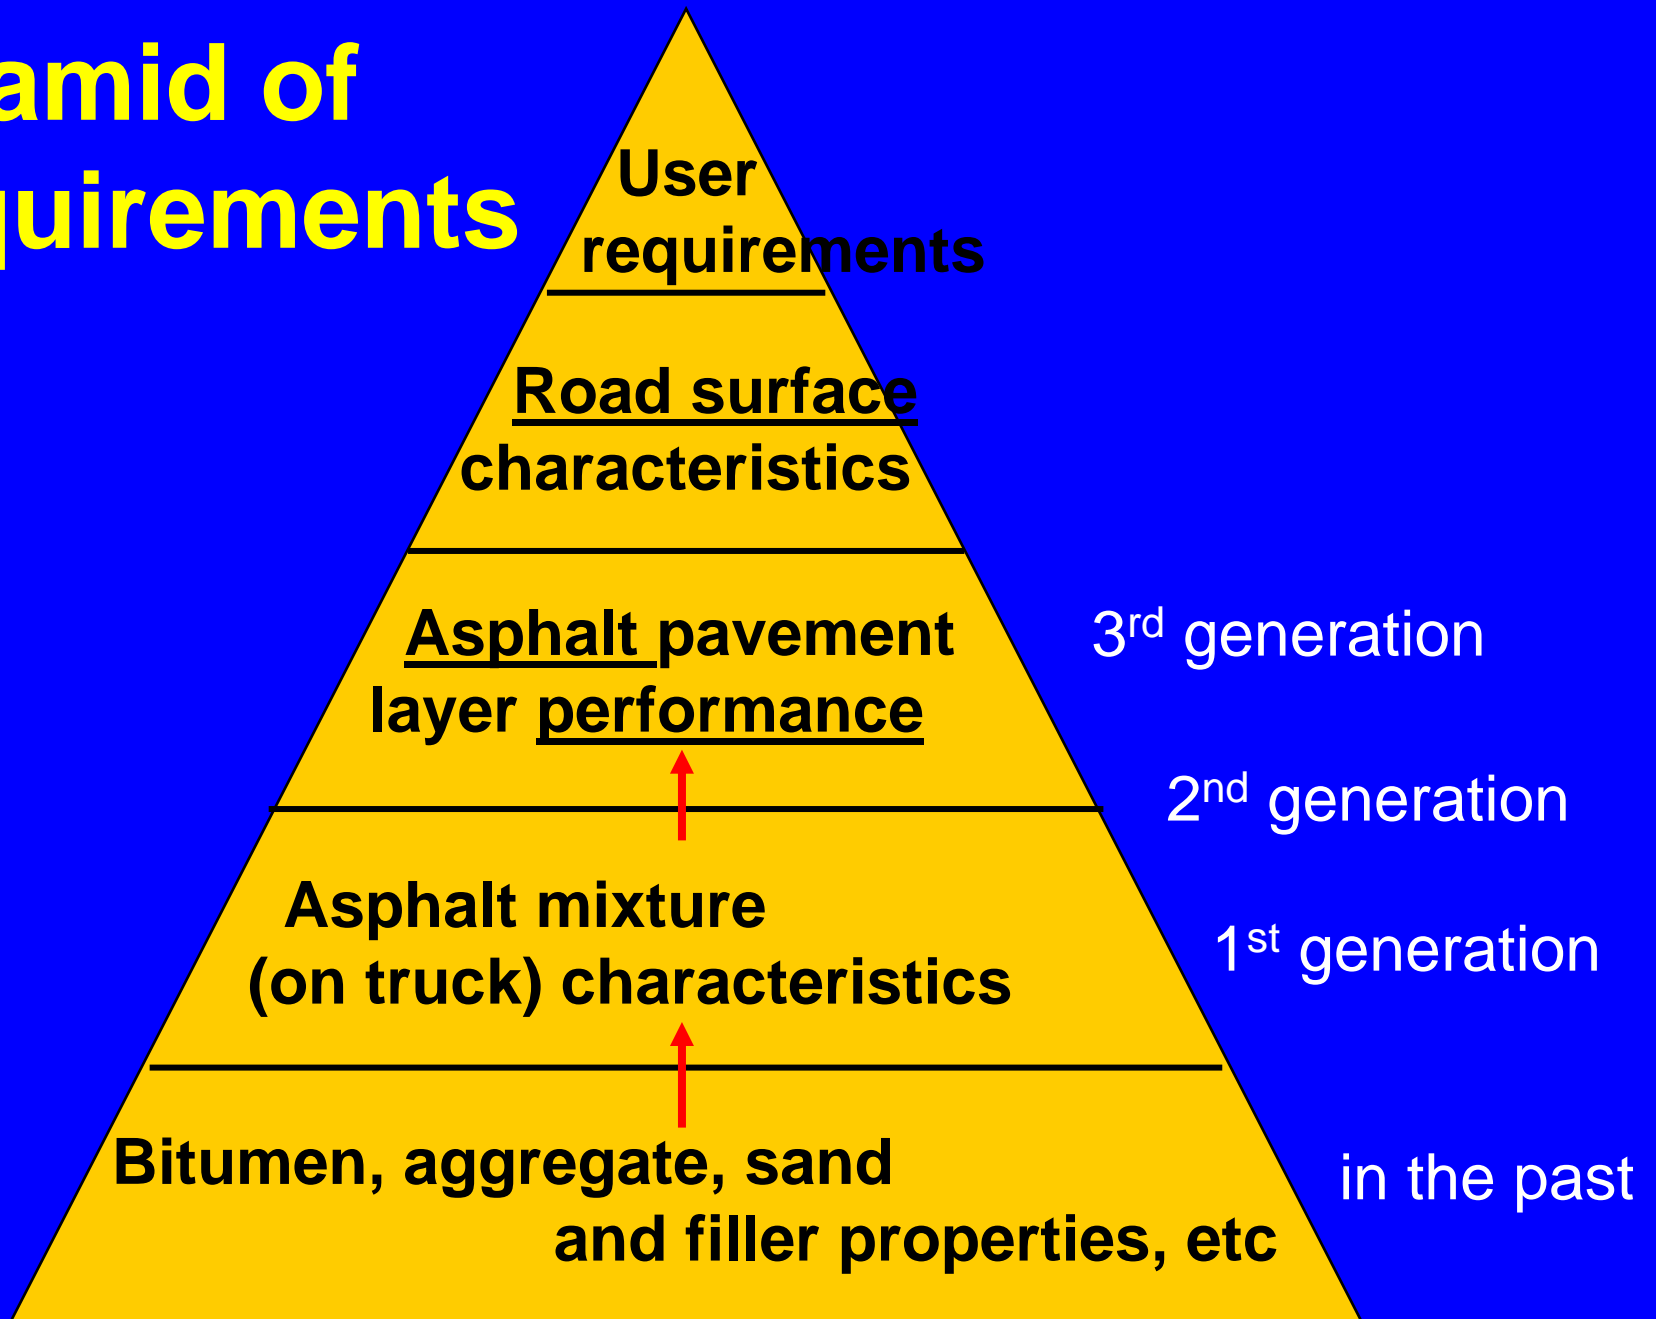 amid of
quirements
User
requirements
Road surface
characteristics
Asphalt pavement
layer performance
3rd generation
2nd generation
Asphalt mixture
(on truck) characteristics
1st generation
Bitumen, aggregate, sand
and filler properties, etc
in the past